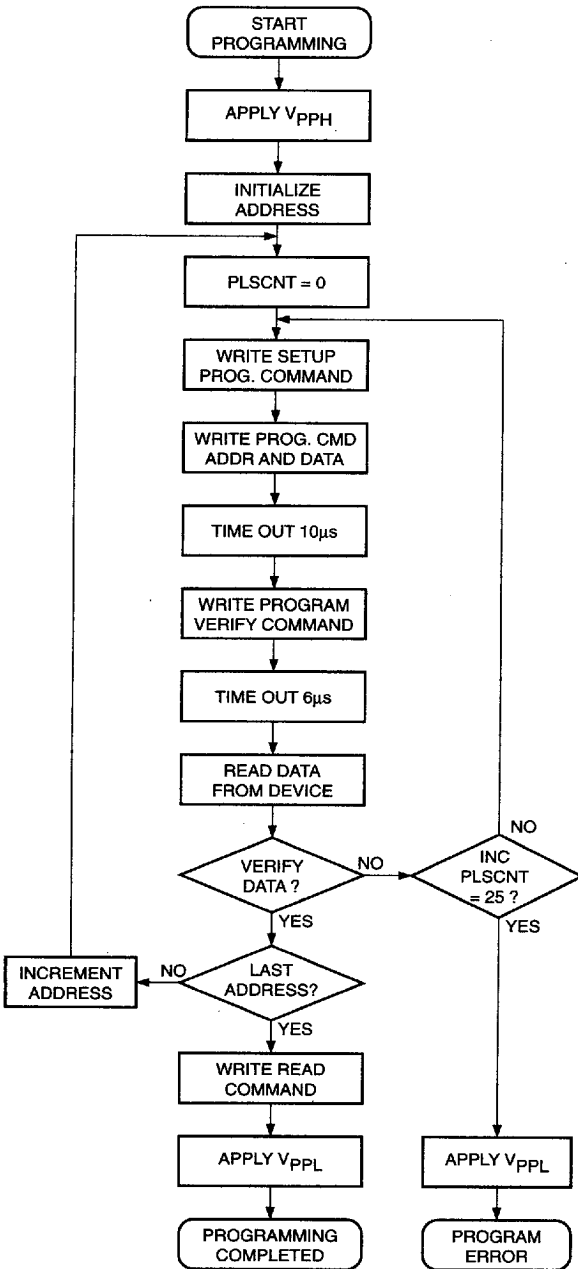 START
PROGRAMMING
APPLY VPPH
INITIALIZE
ADDRESS
PLSCNT = 0
WRITE SETUP
PROG. COMMAND
WRITE PROG. CMD
ADDR AND DATA
TIME OUT 10µs
WRITE PROGRAM
VERIFY COMMAND
TIME OUT 6µs
READ DATA
FROM DEVICE
VERIFY
DATA ?
NO
YES
INC
PLSCNT
= 25 ?
NO
YES
LAST
ADDRESS?
NO
YES
INCREMENT
ADDRESS
WRITE READ
COMMAND
APPLY VPPL
PROGRAMMING
COMPLETED
APPLY VPPL
PROGRAM
ERROR